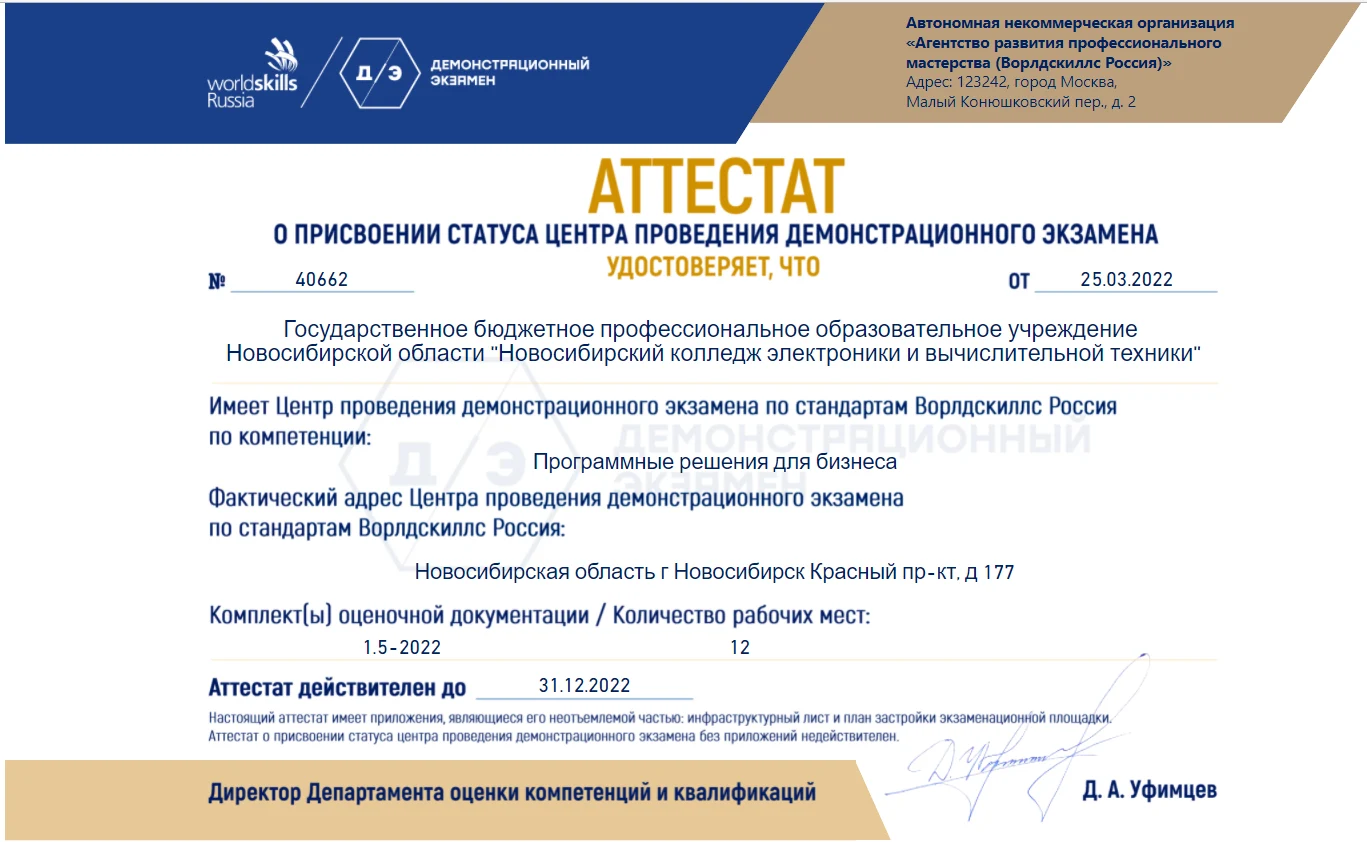 worldskills
Russia
Д/Э
ДЕМОНСТРАЦИОННЫЙ
ЭКЗАМЕН
Автономная некоммерческая организация
«Агентство развития профессионального
мастерства (Ворлдскиллс Россия)»
Адрес: 123242, город Москва,
Малый Конюшковский пер., д. 2
АТТЕСТАТ
О ПРИСВОЕНИИ СТАТУСА ЦЕНТРА ПРОВЕДЕНИЯ ДЕМОНСТРАЦИОННОГО ЭКЗАМЕНА
УДОСТОВЕРЯЕТ, ЧТО
№ 40662 ОТ 25.03.2022
Государственное бюджетное профессиональное образовательное учреждение
Новосибирской области "Новосибирский колледж электроники и вычислительной техники"
Имеет Центр проведения демонстрационного экзамена по стандартам Ворлдскиллс Россия
по компетенции:
Д/Э ДЕМОНСТРАЦИОННЫЙ
ЭКЗАМЕН
Программные решения для бизнеса
Фактический адрес Центра проведения демонстрационного экзамена
по стандартам Ворлдскиллс Россия:
Новосибирская область г Новосибирск Красный пр-кт, д 177
Комплект(ы) оценочной документации / Количество рабочих мест:
1.5-2022 12
Аттестат действителен до 31.12.2022
Настоящий аттестат имеет приложения, являющиеся его неотъемлемой частью: инфраструктурный лист и план застройки экзаменационной площадки.
Аттестат о присвоении статуса центра проведения демонстрационного экзамена без приложений недействителен.
Директор Департамента оценки компетенций и квалификаций
Д. А. Уфимцев